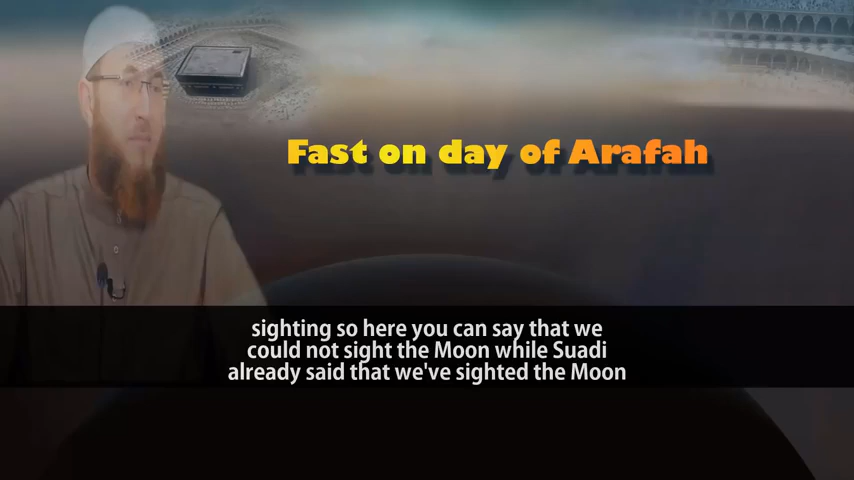 Fast on day of Arafah
sighting so here you can say that we
could not sight the Moon while Suadi
already said that we've sighted the Moon